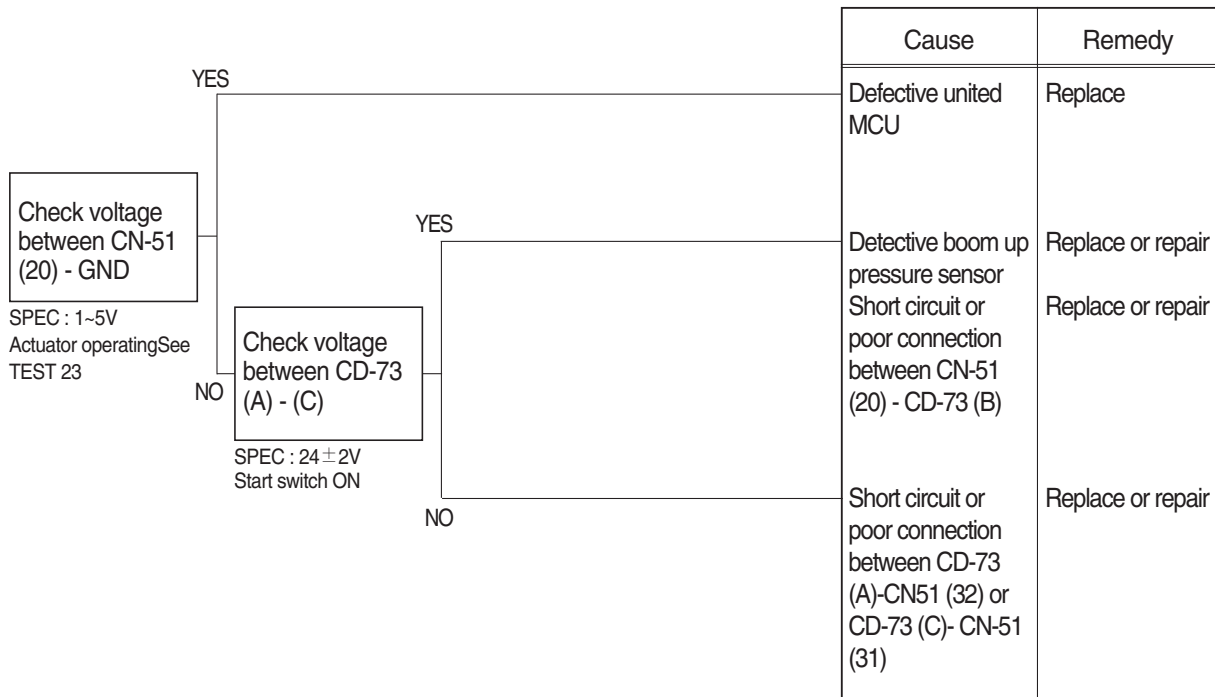 Cause
Remedy
YES
Defective united
MCU
Replace
Check voltage
between CN-51
(20) - GND
SPEC : 1~5V
Actuator operatingSee
TEST 23
YES
Detective boom up
pressure sensor
Replace or repair
Short circuit or
poor connection
between CN-51
(20) - CD-73 (B)
Replace or repair
NO
Check voltage
between CD-73
(A) - (C)
SPEC : 24±2V
Start switch ON
NO
Short circuit or
poor connection
between CD-73
(A)-CN51 (32) or
CD-73 (C)- CN-51
(31)
Replace or repair